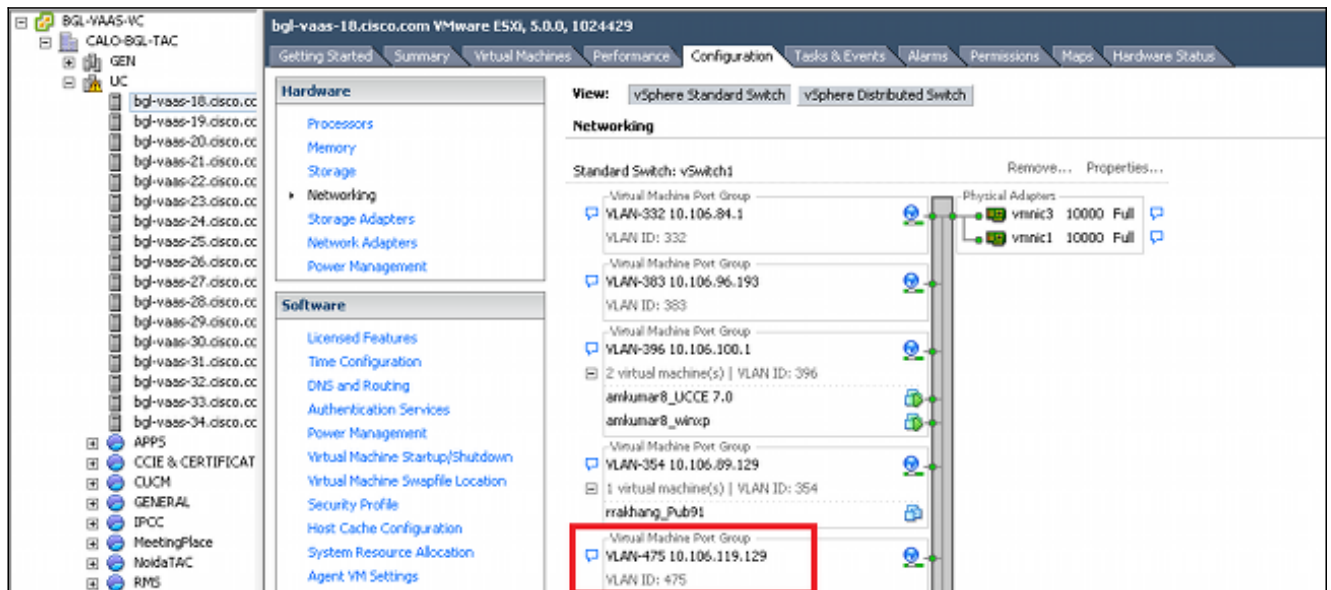 BGL-VAAS-VC
CALO-BGL-TAC
GEN
UC
bgl-vaas-18.cisco.cc
bgl-vaas-19.cisco.cc
bgl-vaas-20.cisco.cc
bgl-vaas-21.cisco.cc
bgl-vaas-22.cisco.cc
bgl-vaas-23.cisco.cc
bgl-vaas-24.cisco.cc
bgl-vaas-25.cisco.cc
bgl-vaas-26.cisco.cc
bgl-vaas-27.cisco.cc
bgl-vaas-28.cisco.cc
bgl-vaas-29.cisco.cc
bgl-vaas-30.cisco.cc
bgl-vaas-31.cisco.cc
bgl-vaas-32.cisco.cc
bgl-vaas-33.cisco.cc
bgl-vaas-34.cisco.cc
APPS
CCIE & CERTIFICAT
CUCM
GENERAL
IPCC
MeetingPlace
NoidaTAC
RMS
bgl-vaas-18.cisco.com VMware ESXi, 5.0.0, 1024429
Getting Started Summary Virtual Machines Performance Configuration Tasks & Events Alarms Permissions Maps Hardware Status
Hardware
Processors
Memory
Storage
Networking
Storage Adapters
Network Adapters
Power Management
Software
Licensed Features
Time Configuration
DNS and Routing
Authentication Services
Power Management
Virtual Machine Startup/Shutdown
Virtual Machine Swapfile Location
Security Profile
Host Cache Configuration
System Resource Allocation
Agent VM Settings
View: vSphere Standard Switch vSphere Distributed Switch
Networking
Standard Switch: vSwitch1 Remove... Properties...
Virtual Machine Port Group
VLAN-332 10.106.84.1
VLAN ID: 332
Physical Adapters
vmnic3 10000 Full
vmnic1 10000 Full
Virtual Machine Port Group
VLAN-383 10.106.96.193
VLAN ID: 383
Virtual Machine Port Group
VLAN-396 10.106.100.1
2 virtual machine(s) | VLAN ID: 396
amkumar8_UCCE 7.0
amkumar8_winxp
Virtual Machine Port Group
VLAN-354 10.106.89.129
1 virtual machine(s) | VLAN ID: 354
rrakhang_Pub91
Virtual Machine Port Group
VLAN-475 10.106.119.129
VLAN ID: 475